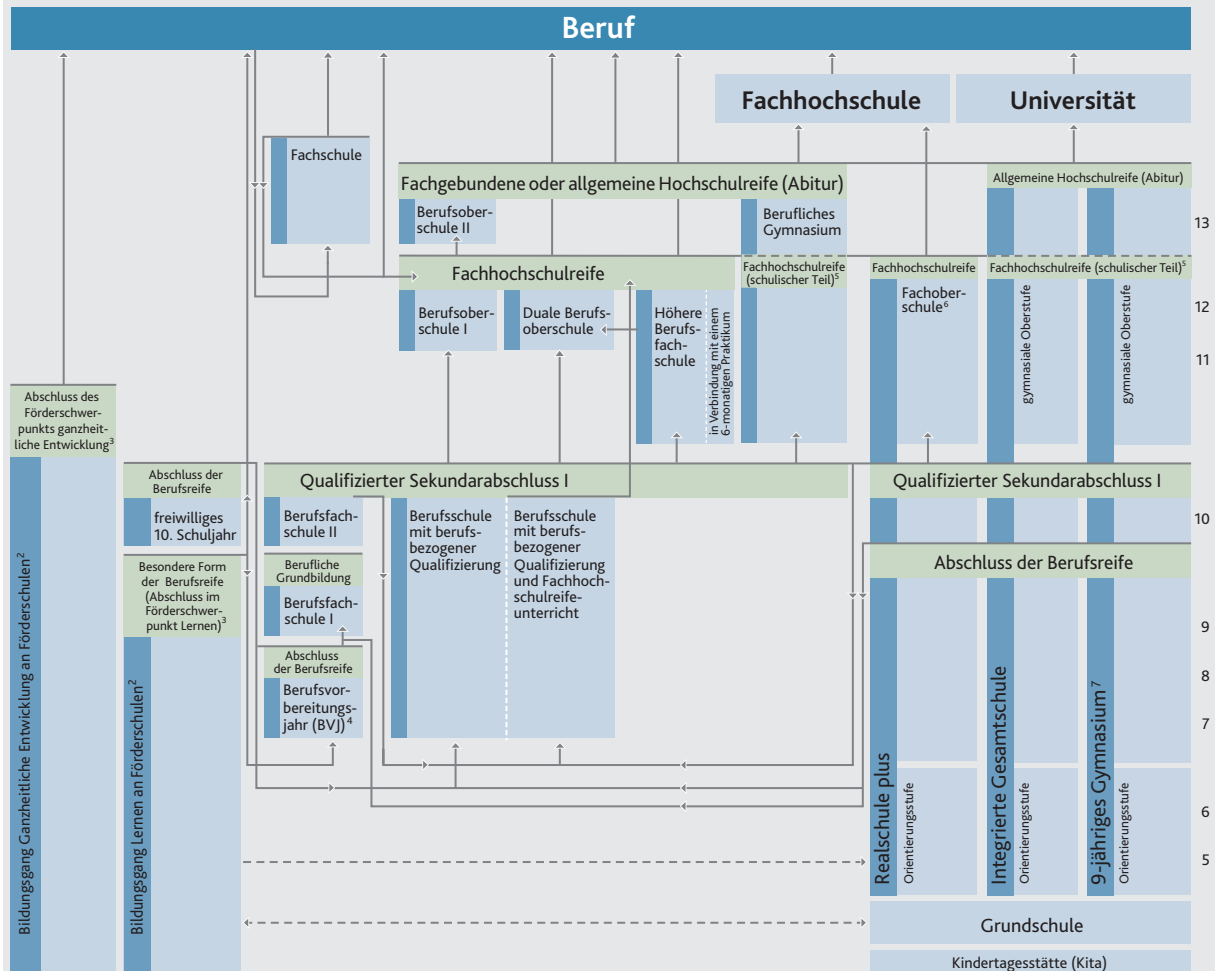 Beruf
Fachhochschule
Universität
Fachschule
Fachgebundene oder allgemeine Hochschulreife (Abitur)
Allgemeine Hochschulreife (Abitur)
Berufsober-
schule II
Berufliches
Gymnasium
13
Fachhochschulreife
Fachhochschulreife
(schulischer Teil)⁵
Fachhochschulreife
Fachhochschulreife (schulischer Teil)⁵
Berufsober-
schule I
Duale Berufs-
oberschule
Höhere
Berufs-
fach-
schule
in Verbindung mit einem
6-monatigen Praktikum
Fachober-
schule⁶
gymnasiale Oberstufe
gymnasiale Oberstufe
12
11
Abschluss des
Förderschwer-
punkts ganzheit-
liche Entwicklung³
Abschluss der
Berufsreife
Qualifizierter Sekundarabschluss I
Qualifizierter Sekundarabschluss I
freiwilliges
10. Schuljahr
Berufsfach-
schule II
Berufsschule
mit berufs-
bezogener
Qualifizierung
Berufsschule
mit berufs-
bezogener
Qualifizierung
und Fachhoch-
schulreife-
unterricht
10
Besondere Form
der Berufsreife
(Abschluss im
Förderschwer-
punkt Lernen)³
Berufliche
Grundbildung
Berufsfach-
schule I
Abschluss der Berufsreife
9
Abschluss
der Berufsreife
Berufsvor-
bereitungs-
jahr (BVJ)⁴
8
7
Bildungsgang Ganzheitliche Entwicklung an Förderschulen²
Bildungsgang Lernen an Förderschulen²
Realschule plus
Orientierungsstufe
Integrierte Gesamtschule
Orientierungsstufe
9-jähriges Gymnasium⁷
Orientierungsstufe
6
5
Grundschule
Kindertagesstätte (Kita)